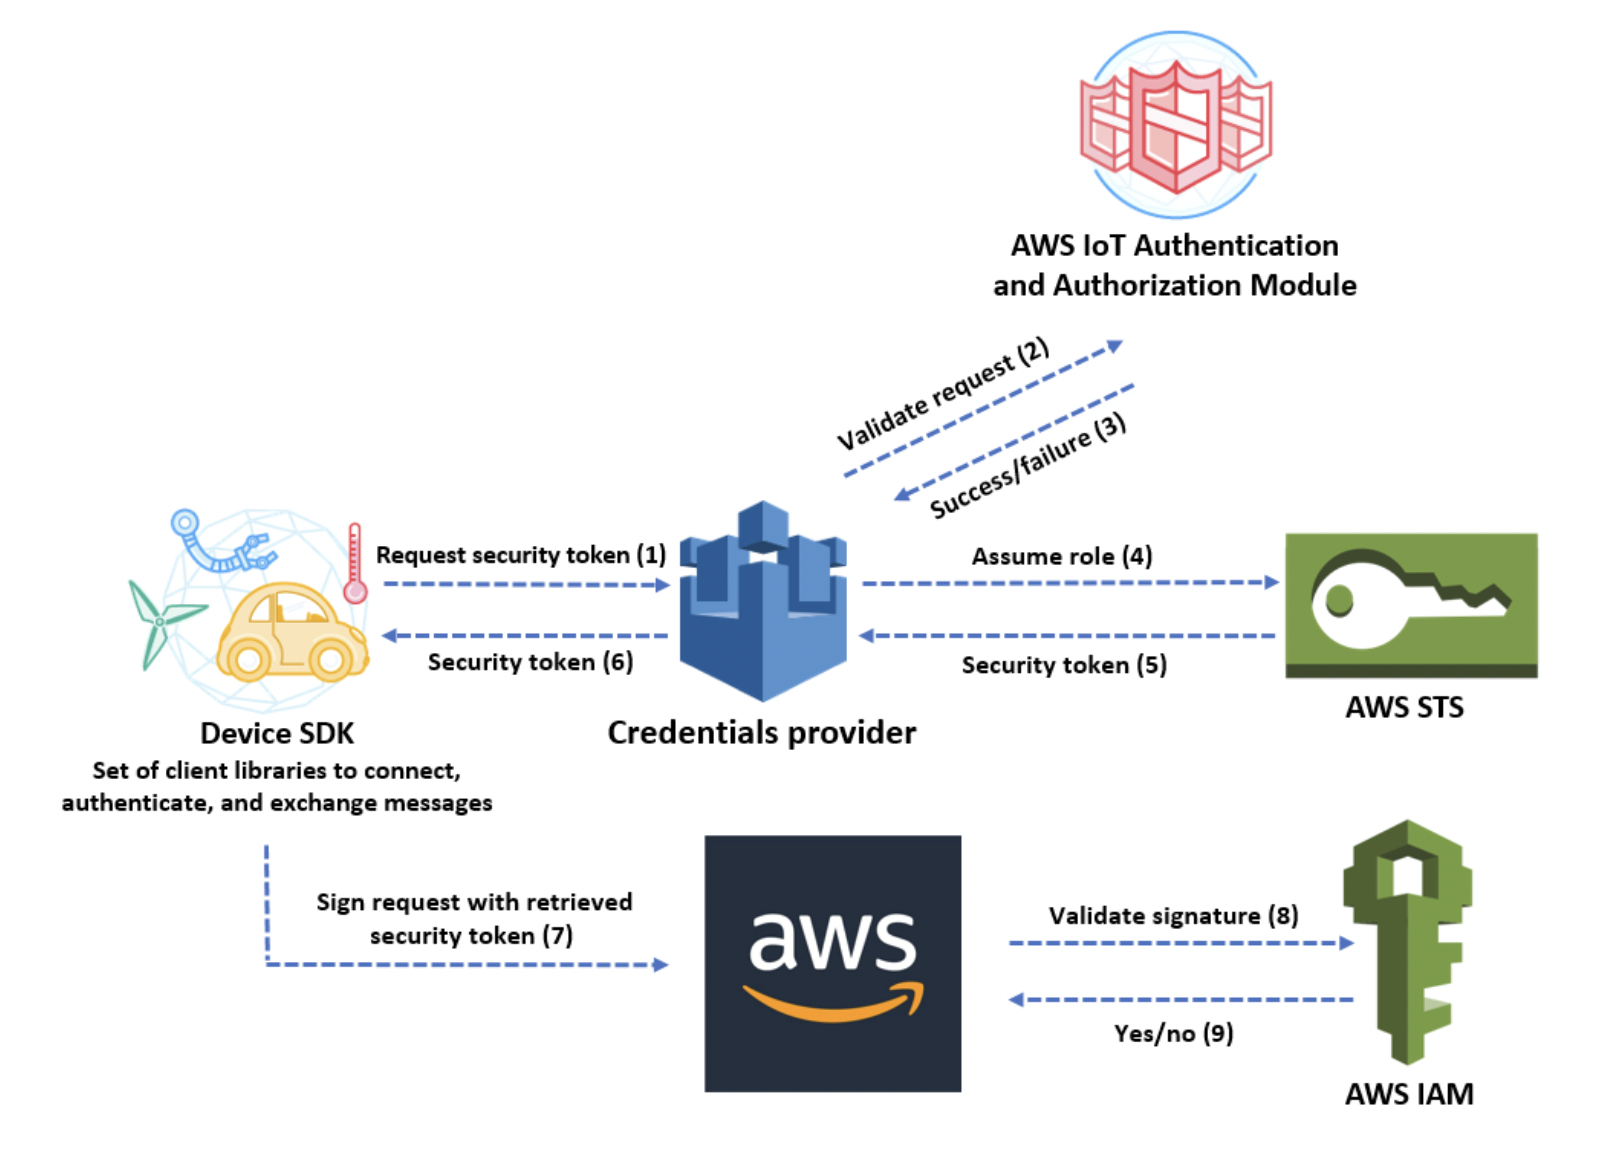 AWS IoT Authentication
and Authorization Module
Validate request (2)
Success/failure (3)
Request security token (1)
Assume role (4)
Security token (6)
Security token (5)
AWS STS
Device SDK
Credentials provider
Set of client libraries to connect,
authenticate, and exchange messages
Sign request with retrieved
security token (7)
aws
Validate signature (8)
Yes/no (9)
AWS IAM